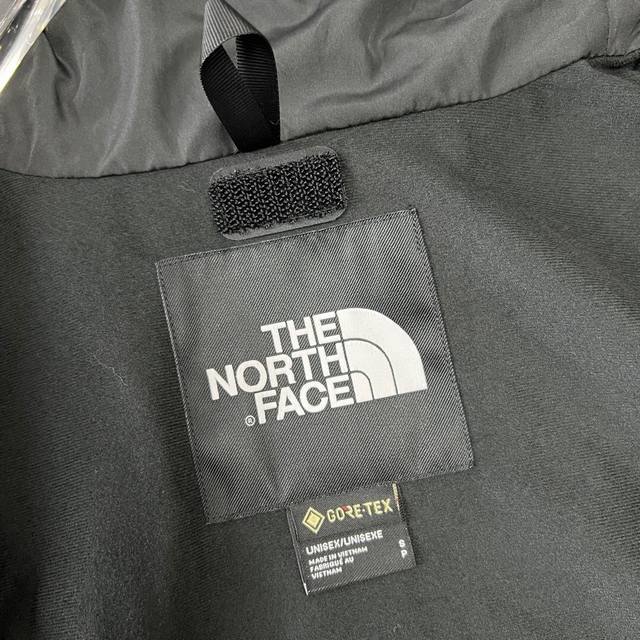 THE
NORTH
® FACE
GORE-TEX
UNISEX/UNISEXE S
MADE IN VIETNAM P
FABRIQUÉ AU
VIETNAM